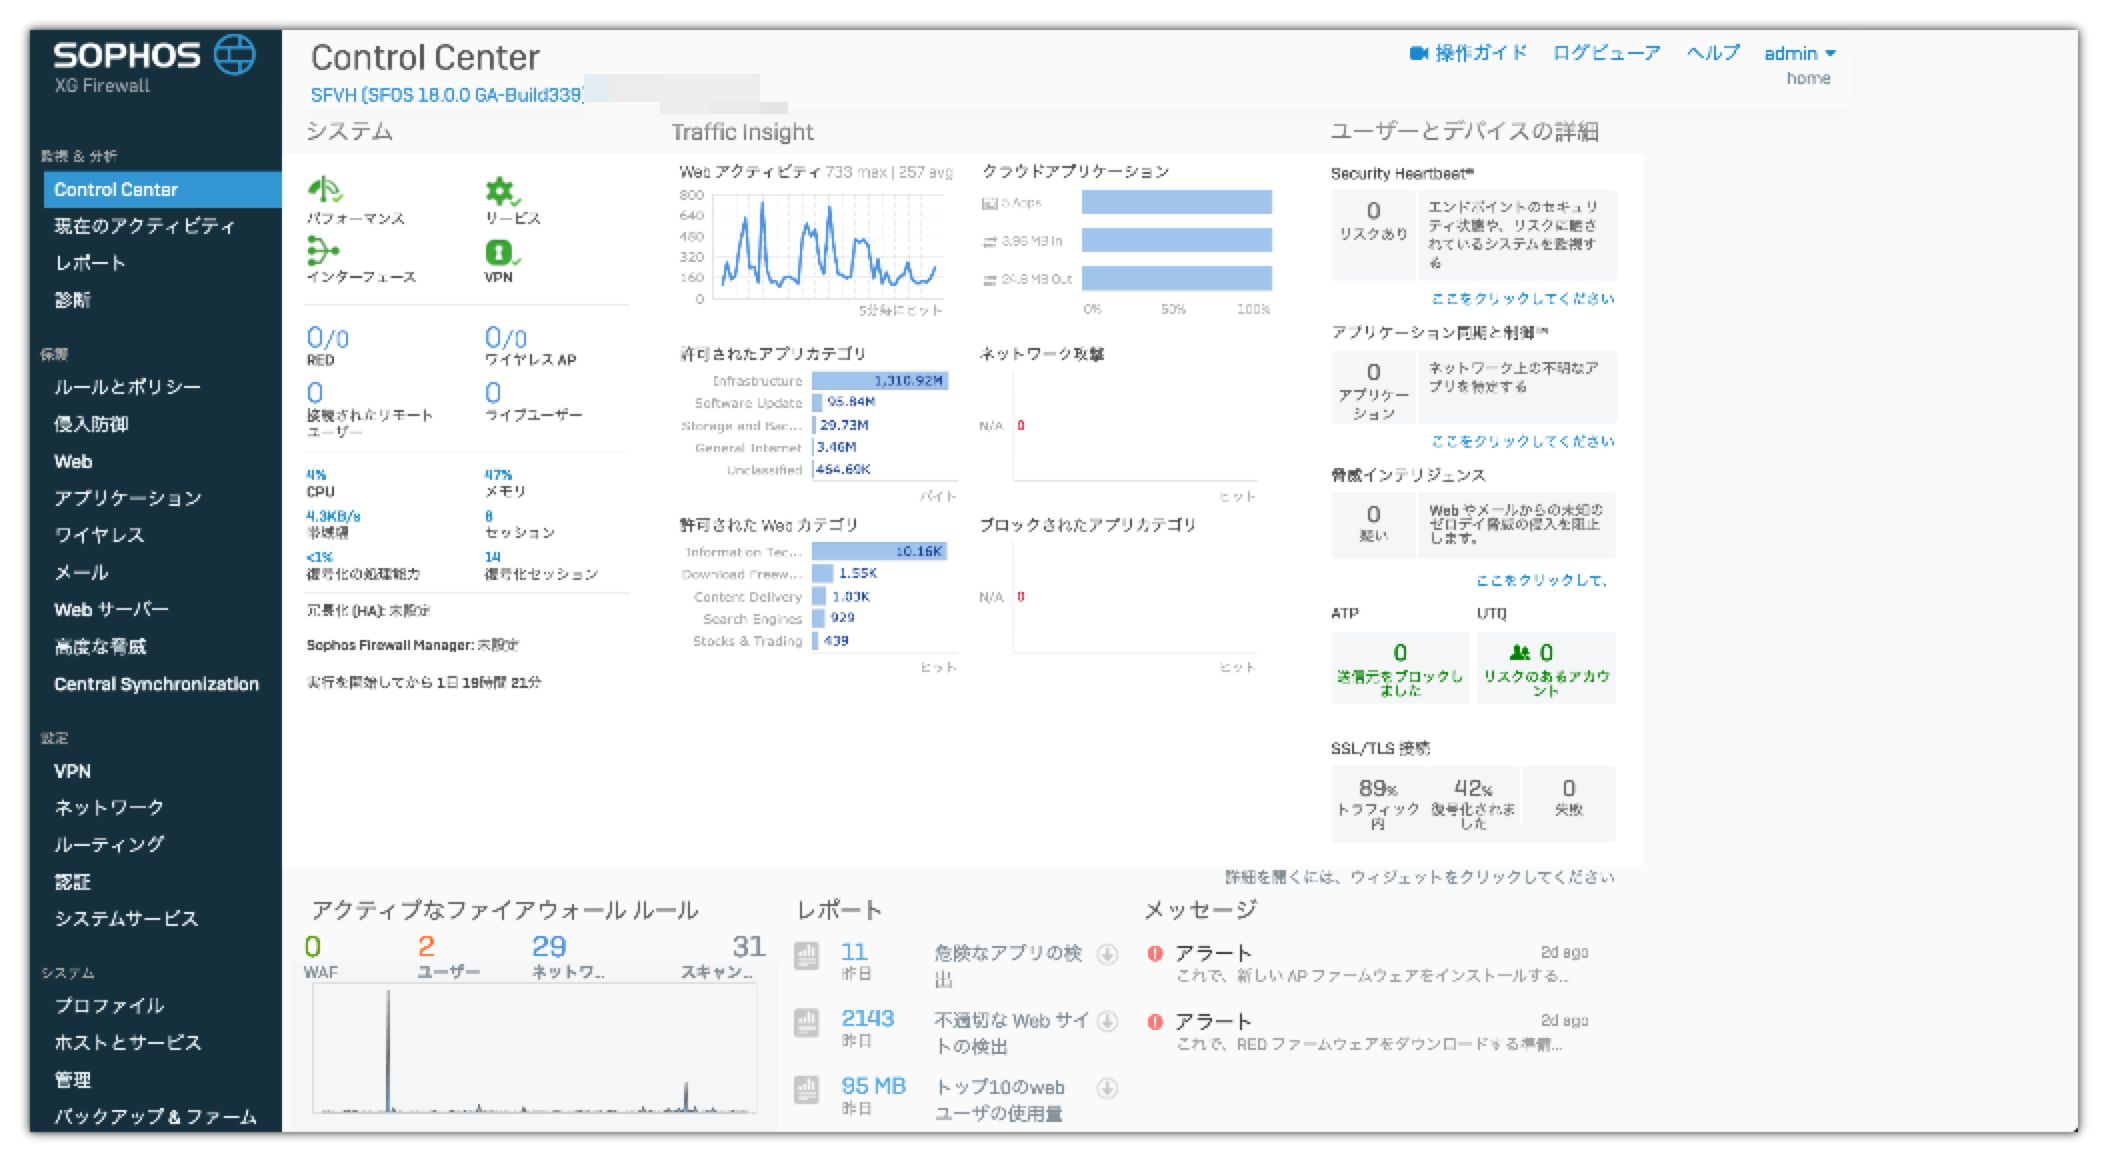 SOPHOS
XG Firewall
監視 & 分析
Control Center
現在のアクティビティ
レポート
診断
保護
ルールとポリシー
侵入防御
Web
アプリケーション
ワイヤレス
メール
Web サーバー
高度な脅威
Central Synchronization
設定
VPN
ネットワーク
ルーティング
認証
システムサービス
システム
プロファイル
ホストとサービス
管理
バックアップ & ファーム
Control Center
SFVH (SFOS 18.0.0 GA-Build339)
操作ガイド
ログビューア
ヘルプ
admin
home
システム
パフォーマンス
サービス
インターフェース
VPN
0/0
RED
0/0
ワイヤレス AP
0
接続されたリモート
ユーザー
0
ライブユーザー
4%
CPU
47%
メモリ
4.3KB/s
帯域幅
8
セッション
<1%
復号化の処理能力
14
復号化セッション
冗長化 (HA): 未設定
Sophos Firewall Manager: 未設定
実行を開始してから 1日 19時間 21分
Traffic Insight
Web アクティビティ 733 max | 257 avg
800
640
480
320
160
0
5分毎にヒット
クラウドアプリケーション
5 Apps
3.96 MB In
24.8 MB Out
0%
50%
100%
許可されたアプリカテゴリ
Infrastructure 1,310.92M
Software Update 95.84M
Storage and Bac... 29.73M
General Internet 3.46M
Unclassified 464.69K
バイト
ネットワーク攻撃
N/A 0
ヒット
許可された Web カテゴリ
Information Tec... 10.16K
Download Freew... 1.55K
Content Delivery 1.03K
Search Engines 929
Stocks & Trading 439
ヒット
ブロックされたアプリカテゴリ
N/A 0
ヒット
ユーザーとデバイスの詳細
Security Heartbeat®
0
リスクあり
エンドポイントのセキュリ
ティ状態や、リスクに晒さ
れているシステムを監視す
る
ここをクリックしてください
アプリケーション同期と制御™
0
アプリケー
ション
ネットワーク上の不明なア
プリを特定する
ここをクリックしてください
脅威インテリジェンス
0
疑い
Web やメールからの未知の
ゼロデイ脅威の侵入を阻止
します。
ここをクリックして、
ATP
UTQ
0
送信元をブロックし
ました
0
リスクのあるアカウ
ント
SSL/TLS 接続
89%
トラフィック
内
42%
復号化されま
した
0
失敗
詳細を開くには、ウィジェットをクリックしてください
アクティブなファイアウォール ルール
0
WAF
2
ユーザー
29
ネットワ...
31
スキャン...
レポート
11
昨日
危険なアプリの検
出
2143
昨日
不適切な Web サイ
トの検出
95 MB
昨日
トップ10のweb
ユーザの使用量
メッセージ
アラート
2d ago
これで、新しい AP ファームウェアをインストールする...
アラート
2d ago
これで、RED ファームウェアをダウンロードする準備...